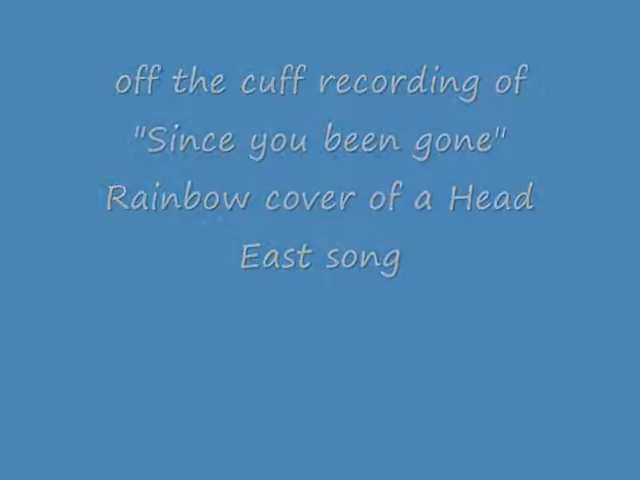 off the cuff recording of
"Since you been gone"
Rainbow cover of a Head
East song